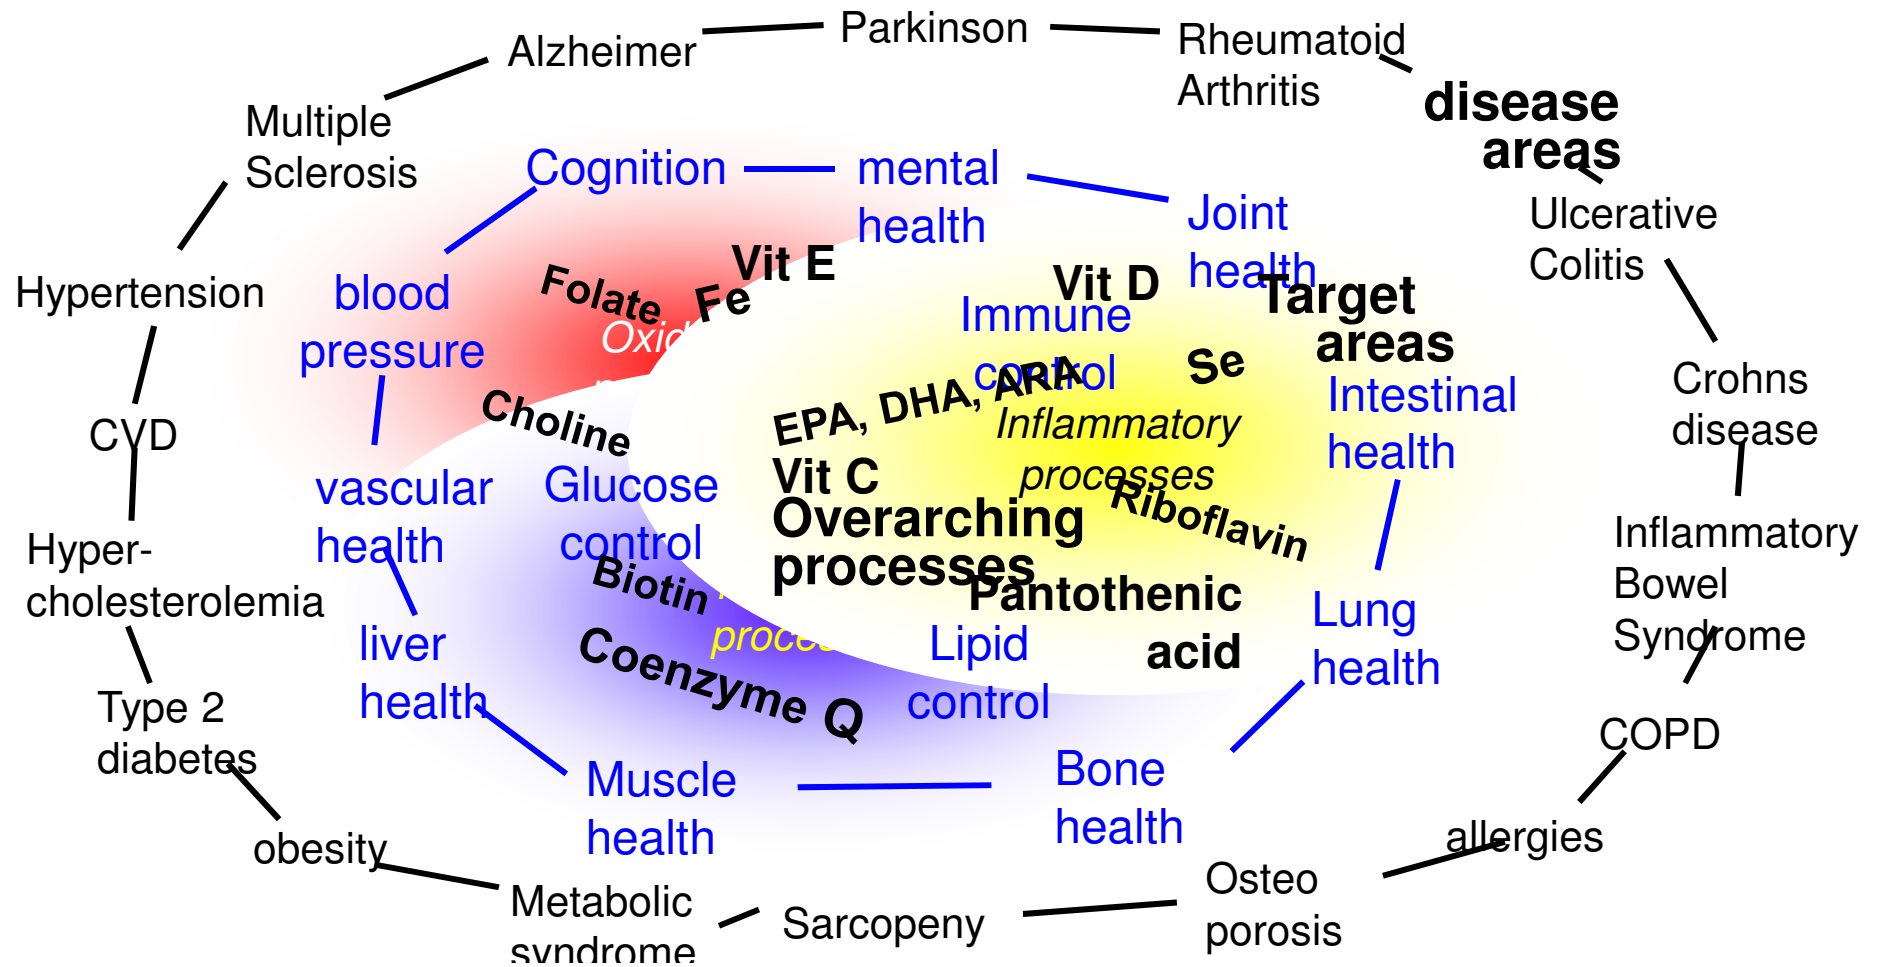 Parkinson
Alzheimer
Rheumatoid
Arthritis
disease
areas
Multiple
Sclerosis
Cognition
mental
health
Joint
health
Ulcerative
Colitis
Hypertension
blood
pressure
Folate
Fe
Vit E
Vit D
Immune
control
Target
areas
Se
EPA, DHA, ARA
Inflammatory
processes
Intestinal
health
Crohns
disease
CVD
Choline
vascular
health
Glucose
control
Vit C
Overarching
processes
Riboflavin
Inflammatory
Bowel
Syndrome
Hyper-
cholesterolemia
Biotin
Pantothenic
acid
Lung
health
liver
health
Coenzyme Q
Lipid
control
Type 2
diabetes
COPD
Muscle
health
Bone
health
obesity
allergies
Metabolic
syndrome
Sarcopeny
Osteo
porosis